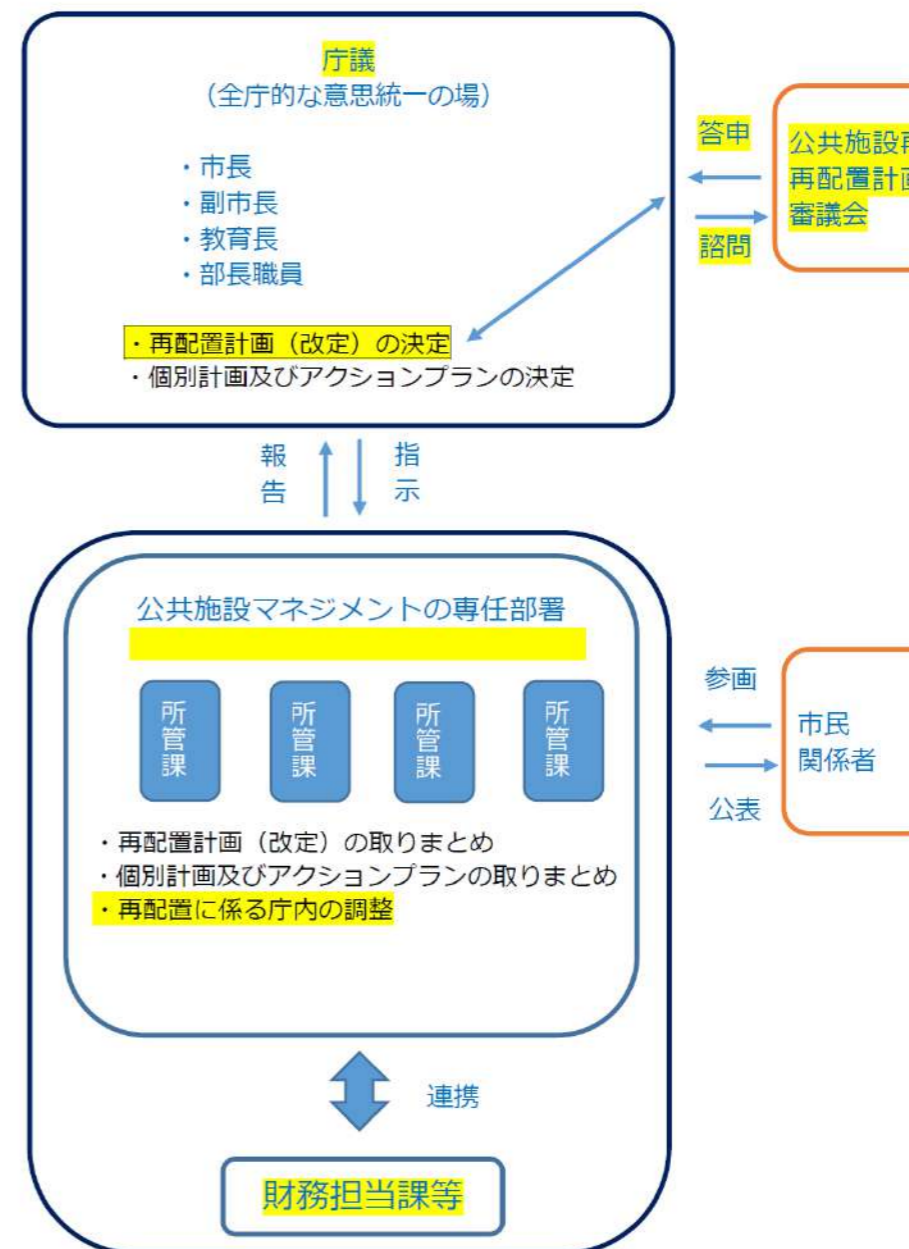 庁議
（全庁的な意思統一の場）
・市長
・副市長
・教育長
・部長職員
・再配置計画（改定）の決定
・個別計画及びアクションプランの決定
答申
諮問
公共施設再
再配置計画
審議会
報告
指示
公共施設マネジメントの専任部署
所管課
所管課
所管課
所管課
・再配置計画（改定）の取りまとめ
・個別計画及びアクションプランの取りまとめ
・再配置に係る庁内の調整
参画
公表
市民
関係者
連携
財務担当課等